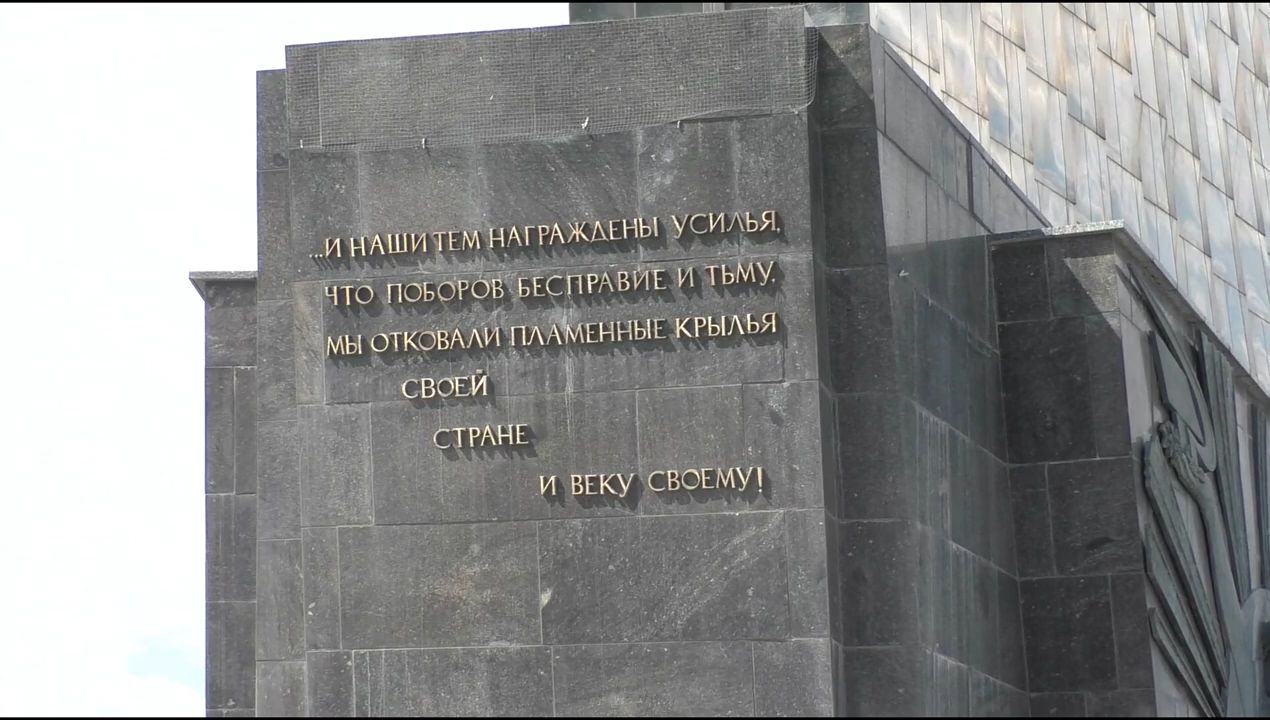 ...И НАШИ ТЕМ НАГРАЖДЕНЫ УСИЛЬЯ,
ЧТО ПОБОРОВ БЕСПРАВИЕ И ТЬМУ,
МЫ ОТКОВАЛИ ПЛАМЕННЫЕ КРЫЛЬЯ
СВОЕЙ
СТРАНЕ
И ВЕКУ СВОЕМУ!